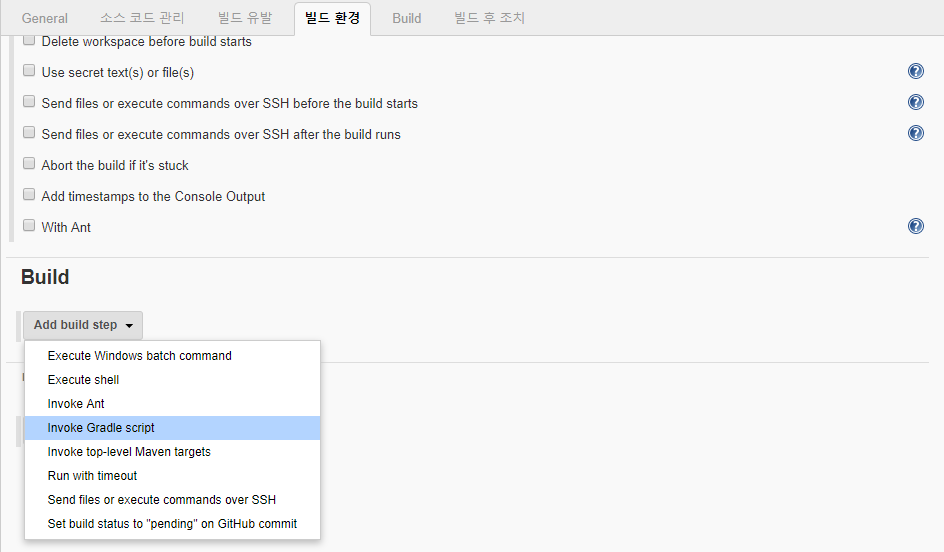 General 소스 코드 관리 빌드 유발 빌드 환경 Build 빌드 후 조치
Delete workspace before build starts
Use secret text(s) or file(s)
Send files or execute commands over SSH before the build starts
Send files or execute commands over SSH after the build runs
Abort the build if it's stuck
Add timestamps to the Console Output
With Ant
Build
Add build step
Execute Windows batch command
Execute shell
Invoke Ant
Invoke Gradle script
Invoke top-level Maven targets
Run with timeout
Send files or execute commands over SSH
Set build status to "pending" on GitHub commit